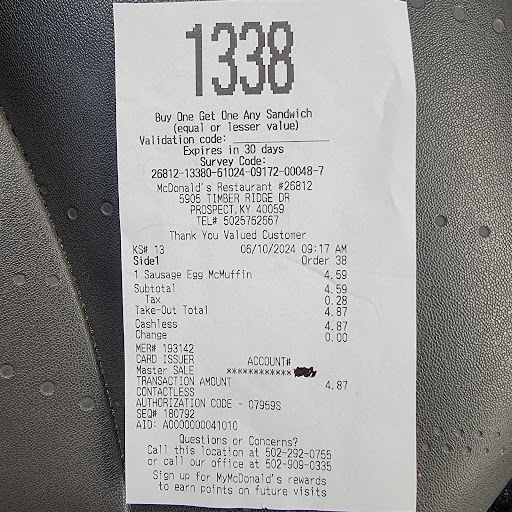 1338
Buy One Get One Any Sandwich
(equal or lesser value)
Validation code: _______________
Expires in 30 days
Survey Code:
26812-13380-61024-09172-00048-7
McDonald's Restaurant #26812
5905 TIMBER RIDGE DR
PROSPECT, KY 40059
TEL# 5025762567
Thank You Valued Customer
KS# 13 06/10/2024 09:17 AM
Side1 Order 38
1 Sausage Egg McMuffin 4.59
Subtotal 4.59
Tax 0.28
Take-Out Total 4.87
Cashless 4.87
Change 0.00
MER# 193142
CARD ISSUER ACCOUNT#
Master SALE ************
TRANSACTION AMOUNT 4.87
CONTACTLESS
AUTHORIZATION CODE - 07959S
SEQ# 180792
AID: A0000000041010
Questions or Concerns?
Call this location at 502-292-0755
or call our office at 502-909-0335
Sign up for MyMcDonald's rewards
to earn points on future visits